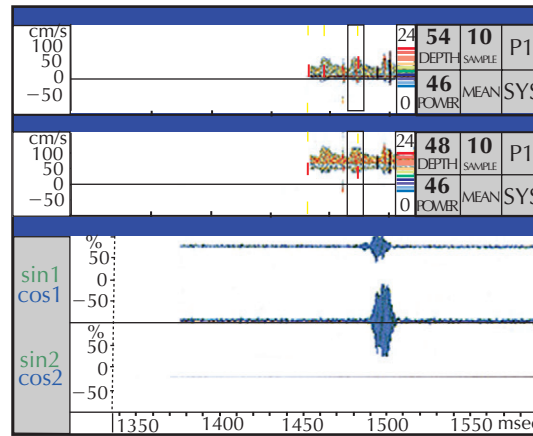 cm/s
100
50
0
−50
24
0
54
DEPTH
10
SAMPLE
P1
46
POWER
MEAN
SYS
cm/s
100
50
0
−50
24
0
48
DEPTH
10
SAMPLE
P1
46
POWER
MEAN
SYS
sin1
cos1
%
50
0
−50
sin2
cos2
%
50
0
−50
1350 1400 1450 1500 1550 msec